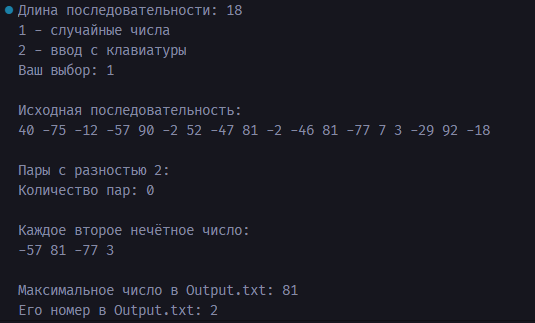 Длина последовательности: 18
1 - случайные числа
2 - ввод с клавиатуры
Ваш выбор: 1
Исходная последовательность:
40 -75 -12 -57 90 -2 52 -47 81 -2 -46 81 -77 7 3 -29 92 -18
Пары с разностью 2:
Количество пар: 0
Каждое второе нечётное число:
-57 81 -77 3
Максимальное число в Output.txt: 81
Его номер в Output.txt: 2